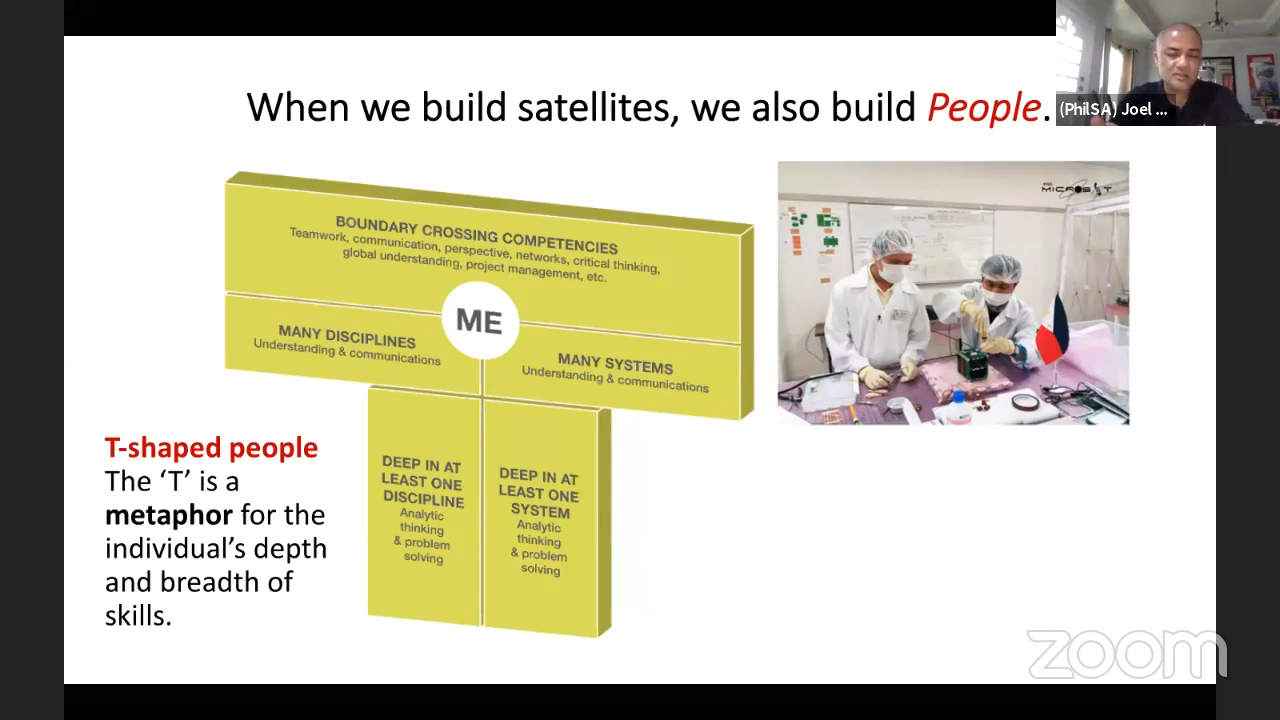 When we build satellites, we also build People.
(PhilSA) Joel ...
BOUNDARY CROSSING COMPETENCIES
Teamwork, communication, perspective, networks, critical thinking,
global understanding, project management, etc.
ME
MANY DISCIPLINES
Understanding & communications
MANY SYSTEMS
Understanding & communications
DEEP IN AT
LEAST ONE
DISCIPLINE
Analytic
thinking
& problem
solving
DEEP IN AT
LEAST ONE
SYSTEM
Analytic
thinking
& problem
solving
T-shaped people
The ‘T’ is a
metaphor for the
individual’s depth
and breadth of
skills.
zoom